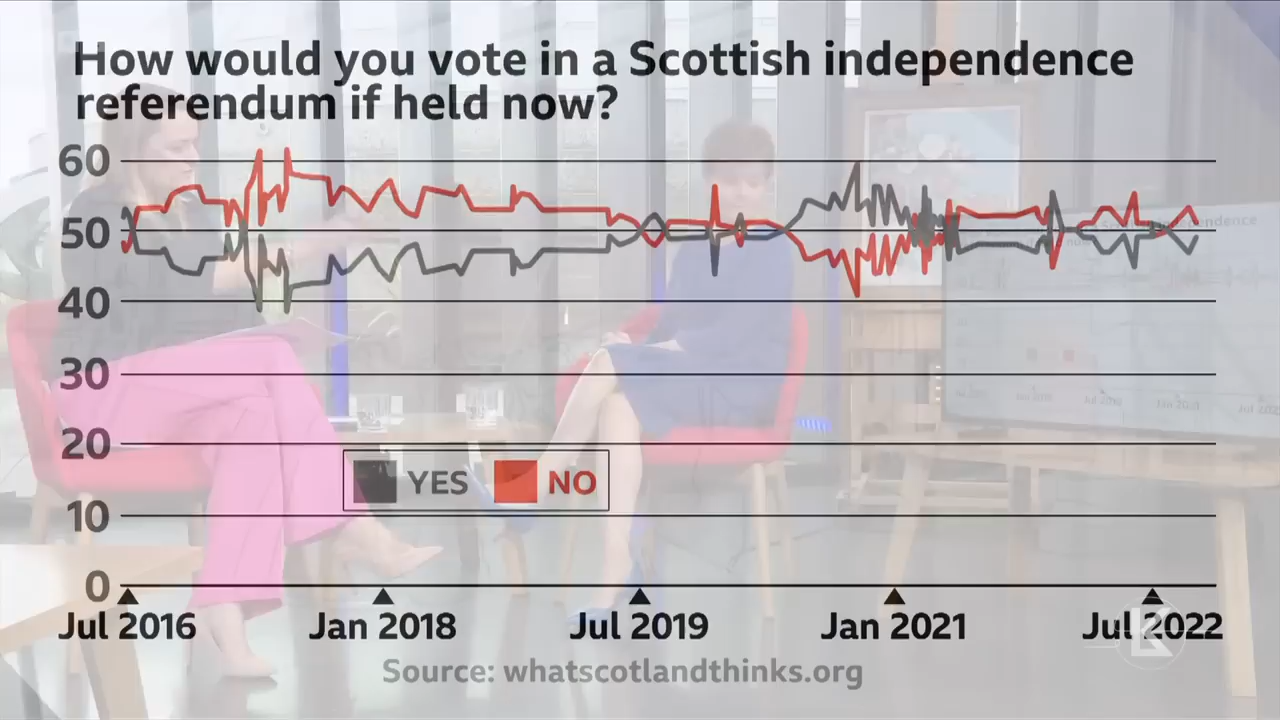 How would you vote in a Scottish independence
referendum if held now?
60
50
40
30
20
10
0
YES NO
Jul 2016 Jan 2018 Jul 2019 Jan 2021 Jul 2022
Source: whatscotlandthinks.org